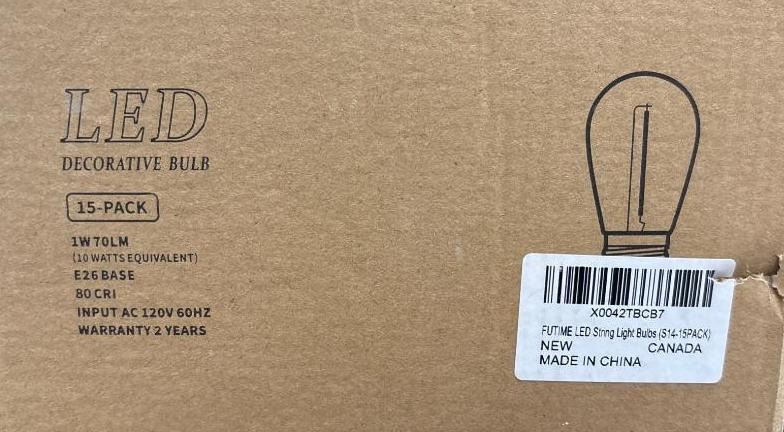 LED
DECORATIVE BULB
15-PACK
1W 70LM
(10 WATTS EQUIVALENT)
E26 BASE
80 CRI
INPUT AC 120V 60HZ
WARRANTY 2 YEARS
X0042TBCB7
FUTIME LED String Light Bulbs (S14-15PACK)
NEW CANADA
MADE IN CHINA